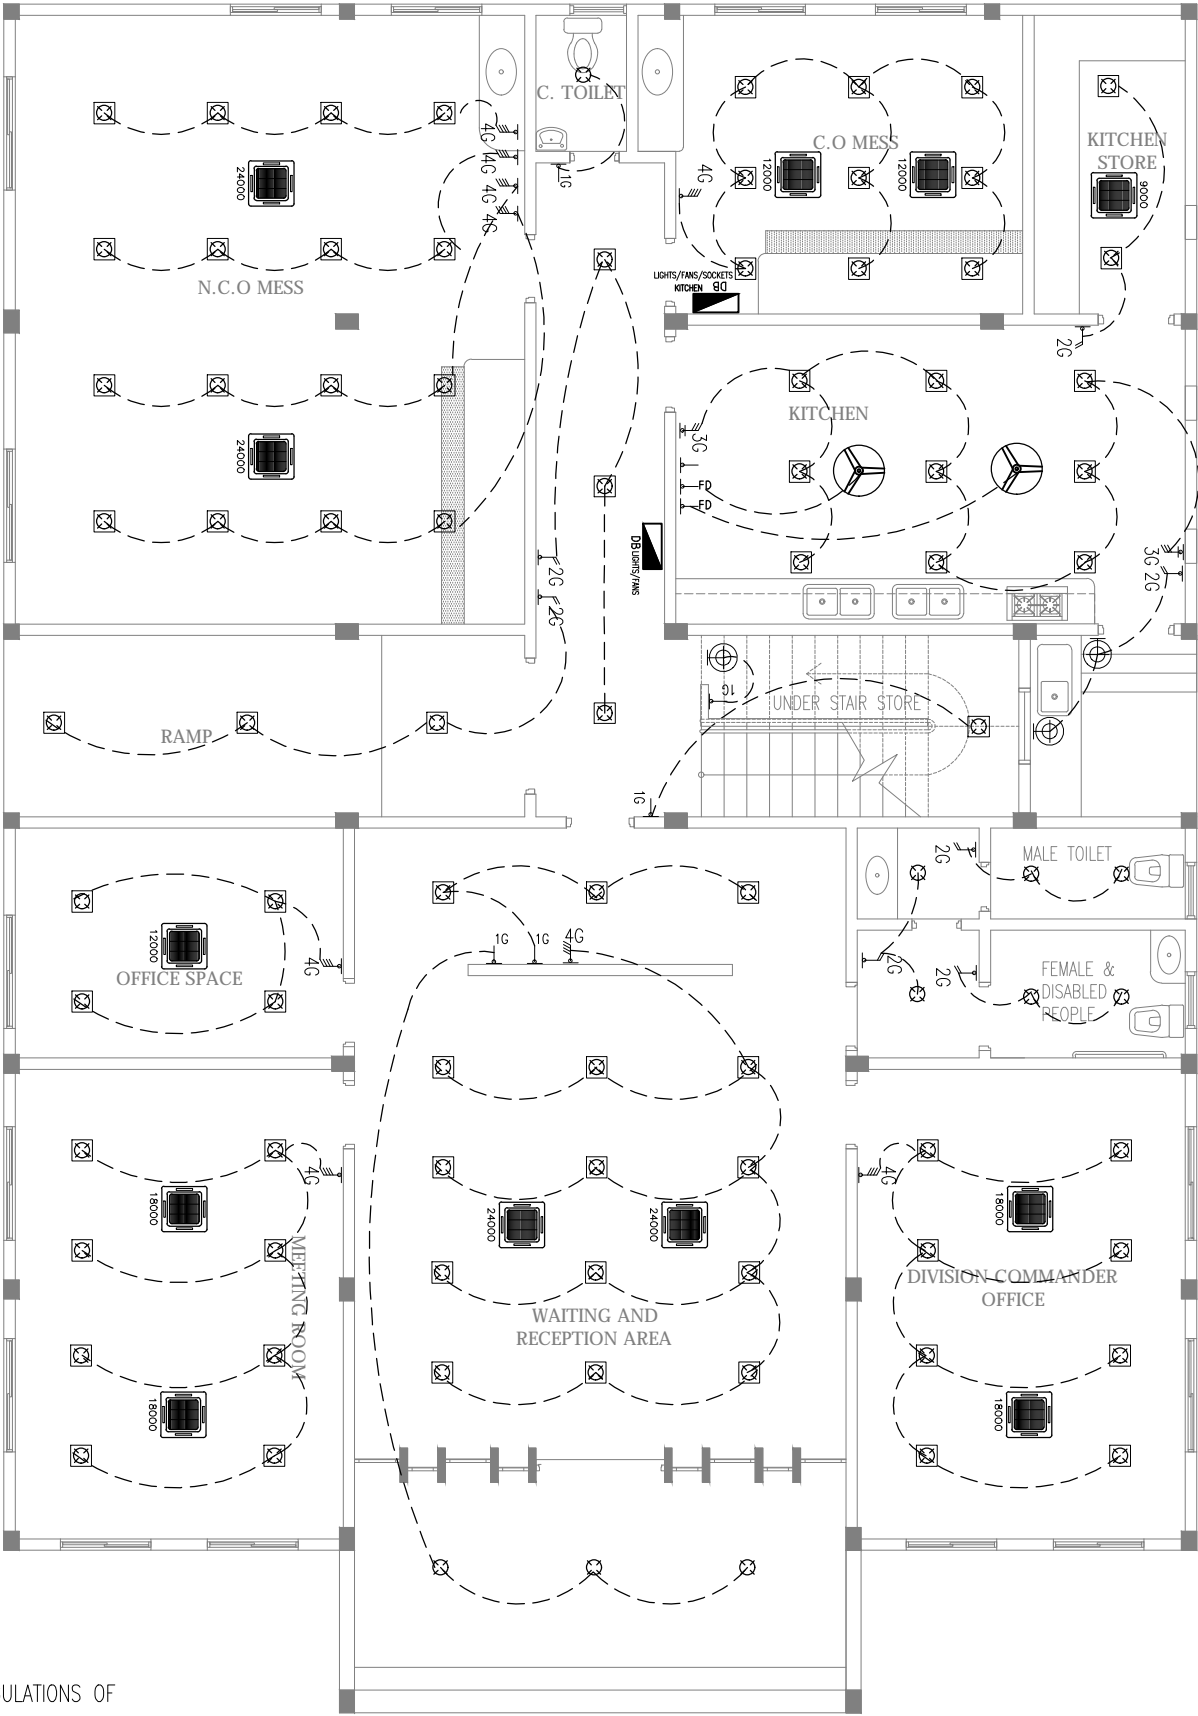 C. TOILET
4G
4G
4G
4G
1G
4G
C.O MESS
12000
12000
KITCHEN
STORE
9000
24000
N.C.O MESS
LIGHTS/FANS/SOCKETS
KITCHEN DB
2G
24000
KITCHEN
3G
FD
FD
DB LIGHTS/FANS
2G
2G
3G 2G
1G
UNDER STAIR STORE
RAMP
1G
2G
MALE TOILET
12000
OFFICE SPACE
4G
1G
1G
4G
2G
2G
FEMALE &
DISABLED
PEOPLE
4G
18000
MEETING ROOM
18000
24000
24000
WAITING AND
RECEPTION AREA
4G
18000
DIVISION COMMANDER
OFFICE
18000
ULATIONS OF